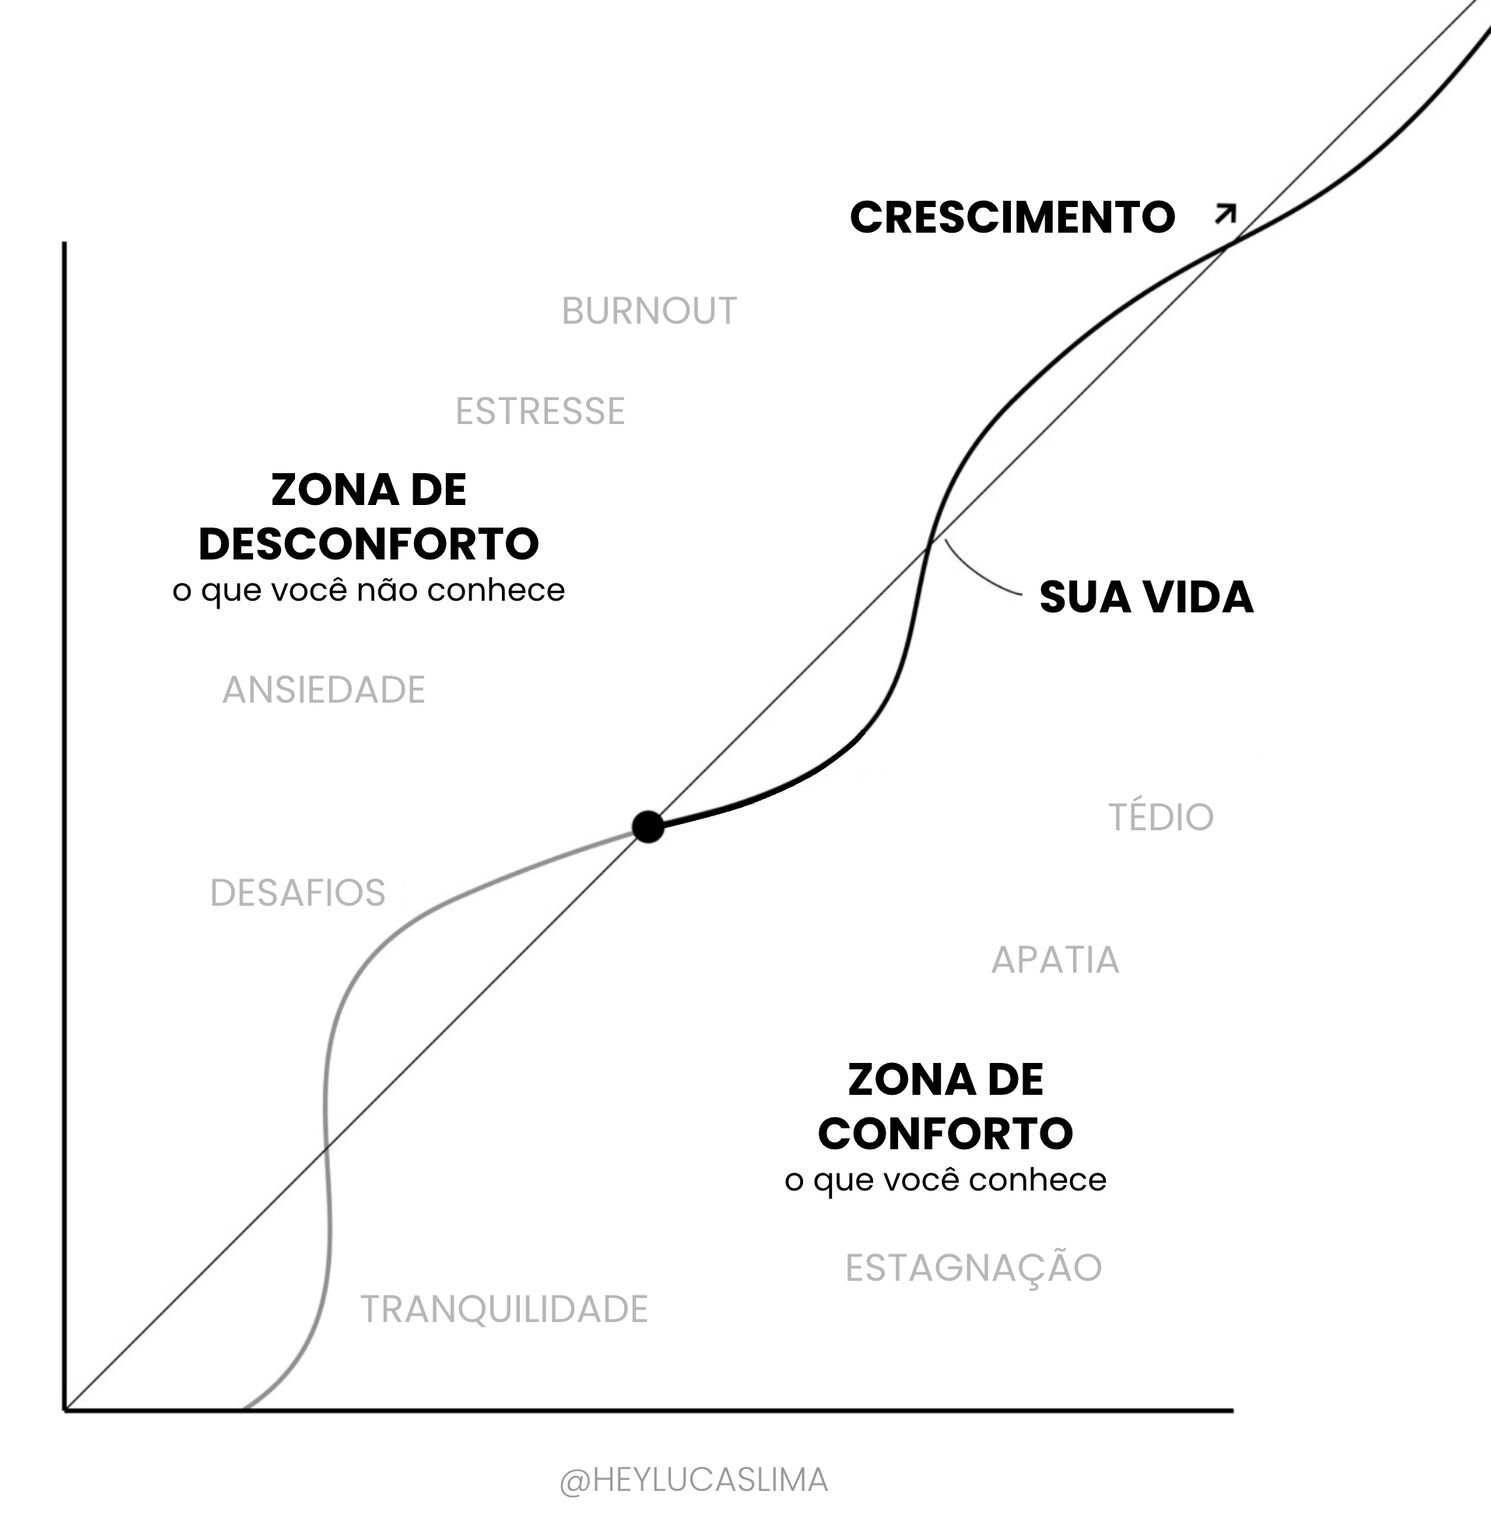 CRESCIMENTO
BURNOUT
ESTRESSE
ZONA DE
DESCONFORTO
o que você não conhece
SUA VIDA
ANSIEDADE
TÉDIO
DESAFIOS
APATIA
ZONA DE
CONFORTO
o que você conhece
ESTAGNAÇÃO
TRANQUILIDADE
@HEYLUCASLIMA